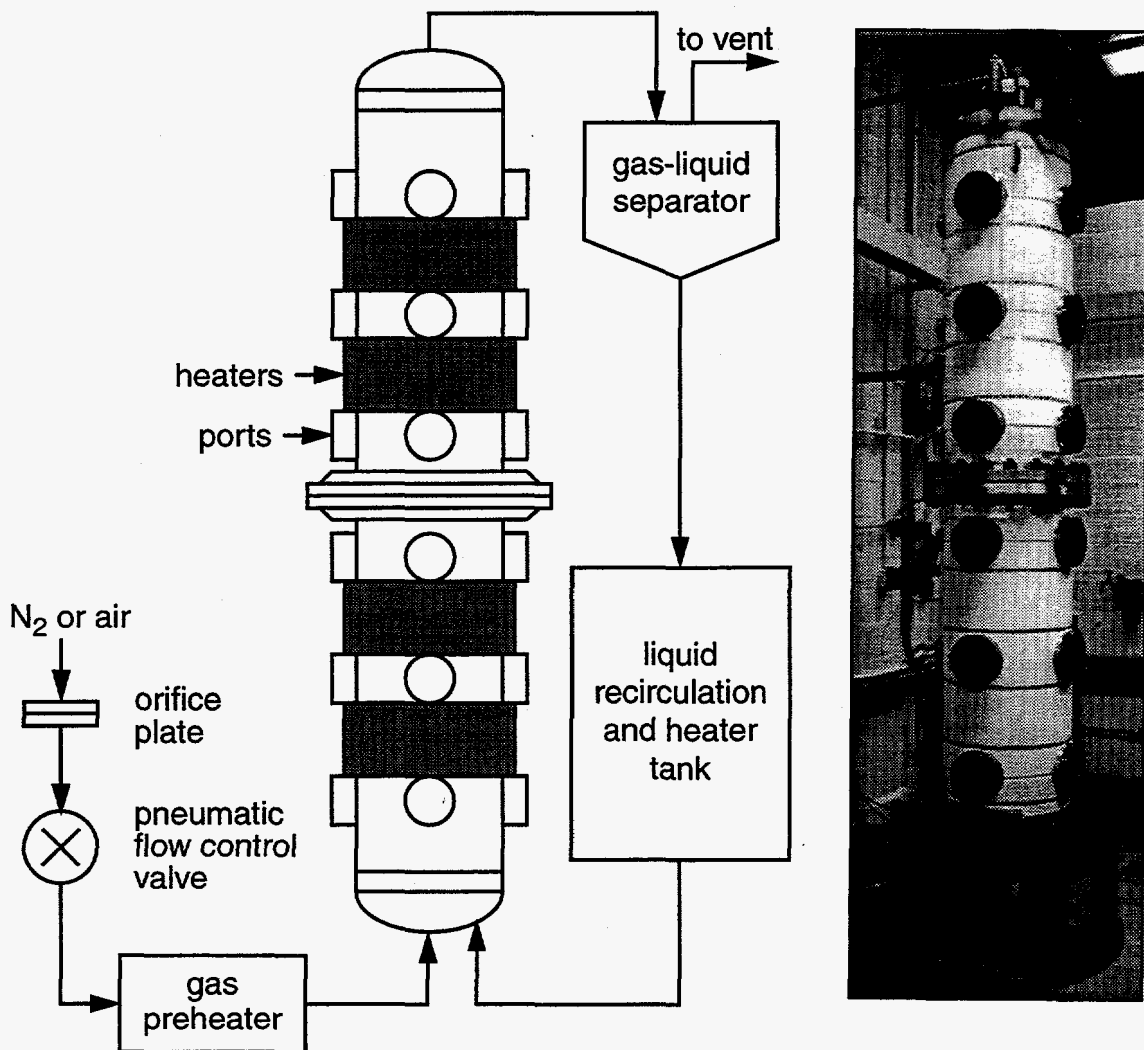 to vent
gas-liquid
separator
heaters
ports
N₂ or air
orifice
plate
liquid
recirculation
and heater
tank
pneumatic
flow control
valve
gas
preheater